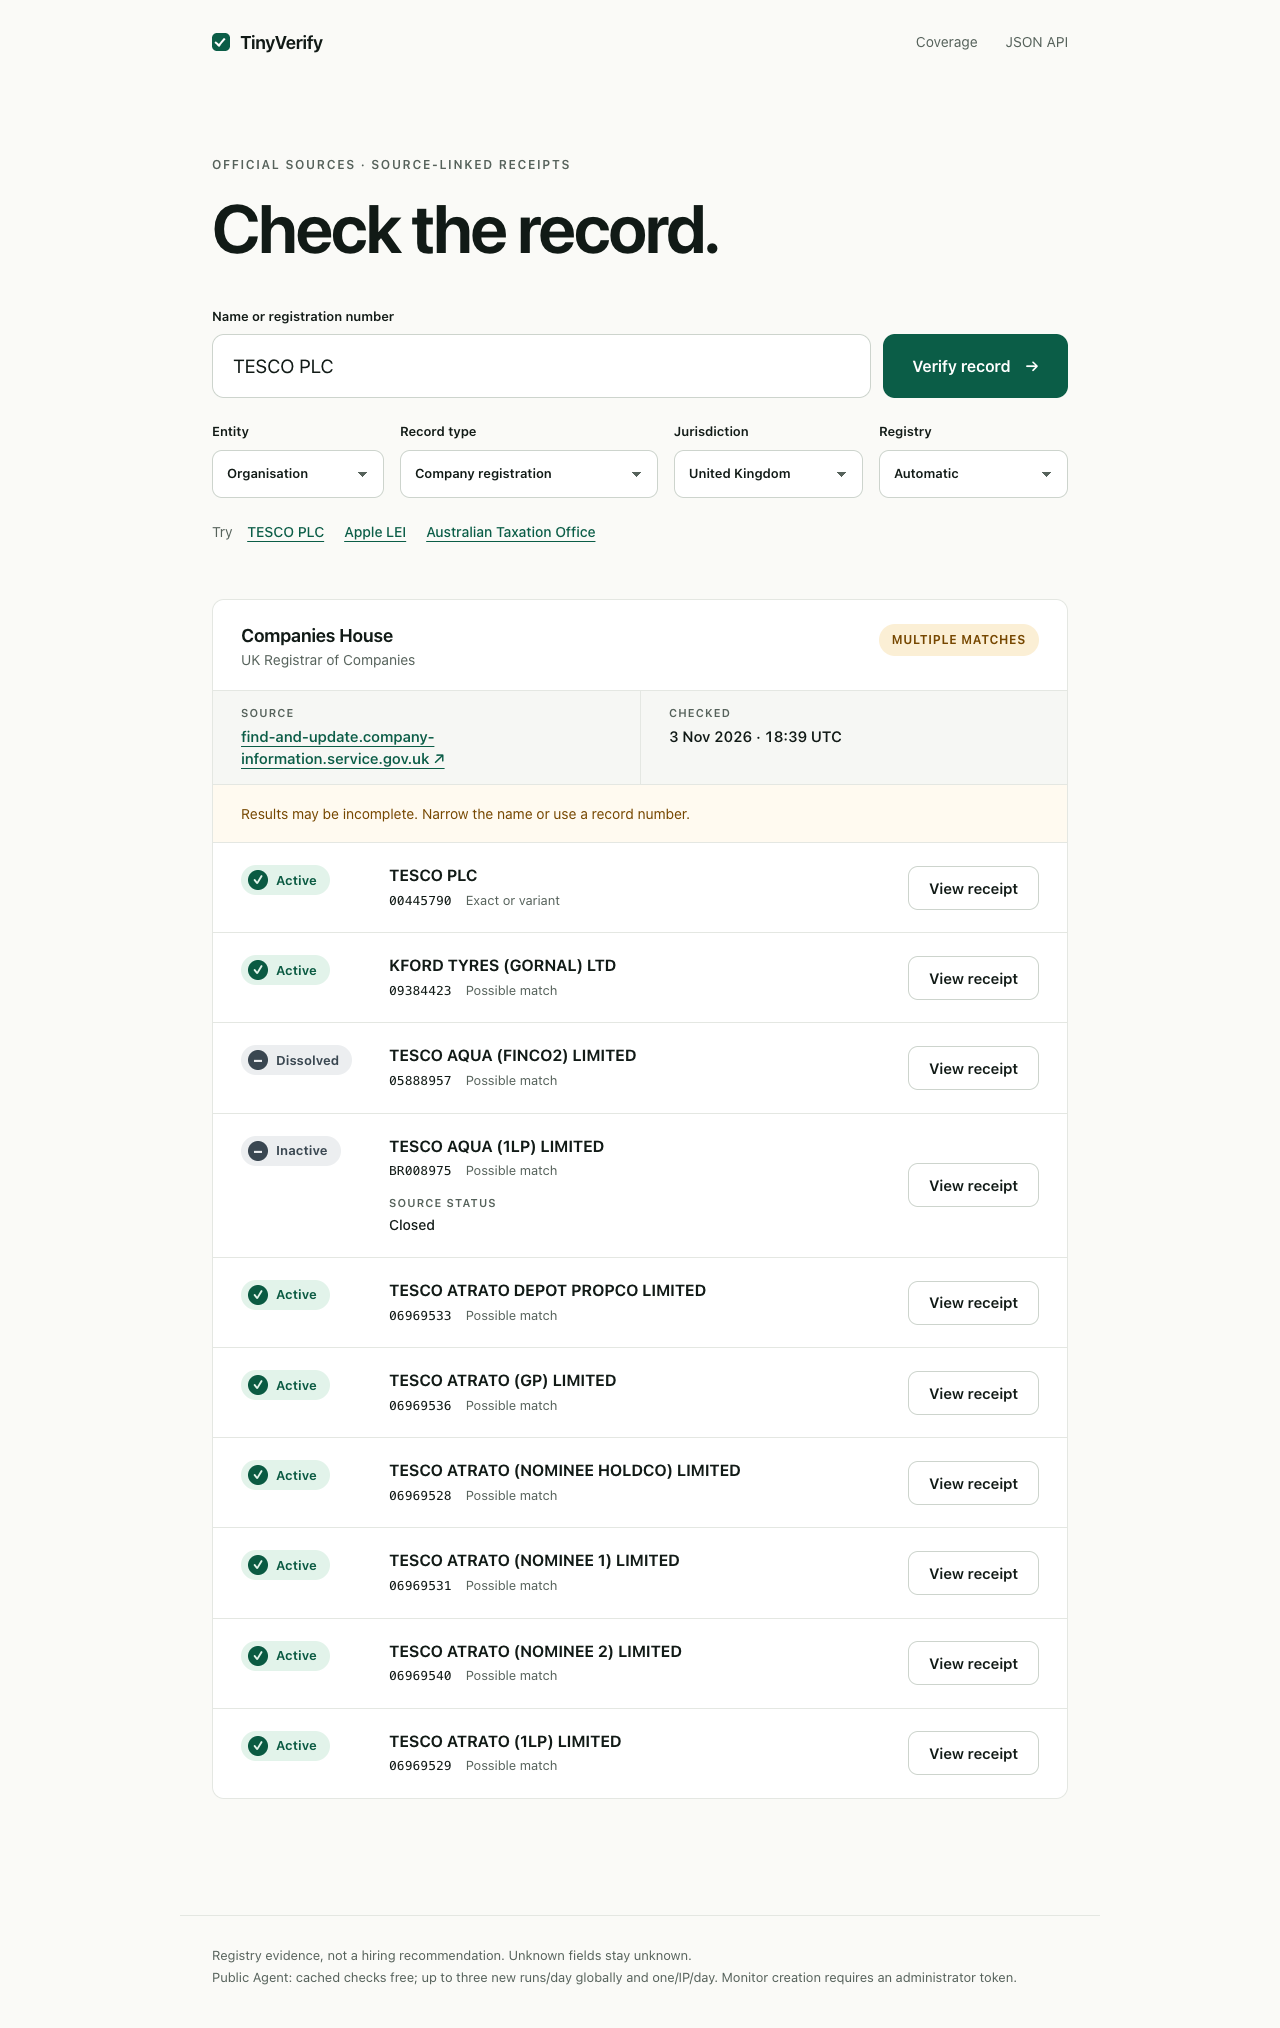 TinyVerify
Coverage JSON API
OFFICIAL SOURCES · SOURCE-LINKED RECEIPTS
Check the record.
Name or registration number
TESCO PLC
Verify record →
Entity Record type Jurisdiction Registry
Organisation Company registration United Kingdom Automatic
Try TESCO PLC Apple LEI Australian Taxation Office
Companies House
UK Registrar of Companies
MULTIPLE MATCHES
SOURCE
find-and-update.company-
information.service.gov.uk ↗
CHECKED
3 Nov 2026 · 18:39 UTC
Results may be incomplete. Narrow the name or use a record number.
Active
TESCO PLC
00445790 Exact or variant
View receipt
Active
KFORD TYRES (GORNAL) LTD
09384423 Possible match
View receipt
Dissolved
TESCO AQUA (FINCO2) LIMITED
05888957 Possible match
View receipt
Inactive
TESCO AQUA (1LP) LIMITED
BR008975 Possible match
SOURCE STATUS
Closed
View receipt
Active
TESCO ATRATO DEPOT PROPCO LIMITED
06969533 Possible match
View receipt
Active
TESCO ATRATO (GP) LIMITED
06969536 Possible match
View receipt
Active
TESCO ATRATO (NOMINEE HOLDCO) LIMITED
06969528 Possible match
View receipt
Active
TESCO ATRATO (NOMINEE 1) LIMITED
06969531 Possible match
View receipt
Active
TESCO ATRATO (NOMINEE 2) LIMITED
06969540 Possible match
View receipt
Active
TESCO ATRATO (1LP) LIMITED
06969529 Possible match
View receipt
Registry evidence, not a hiring recommendation. Unknown fields stay unknown.
Public Agent: cached checks free; up to three new runs/day globally and one/IP/day. Monitor creation requires an administrator token.